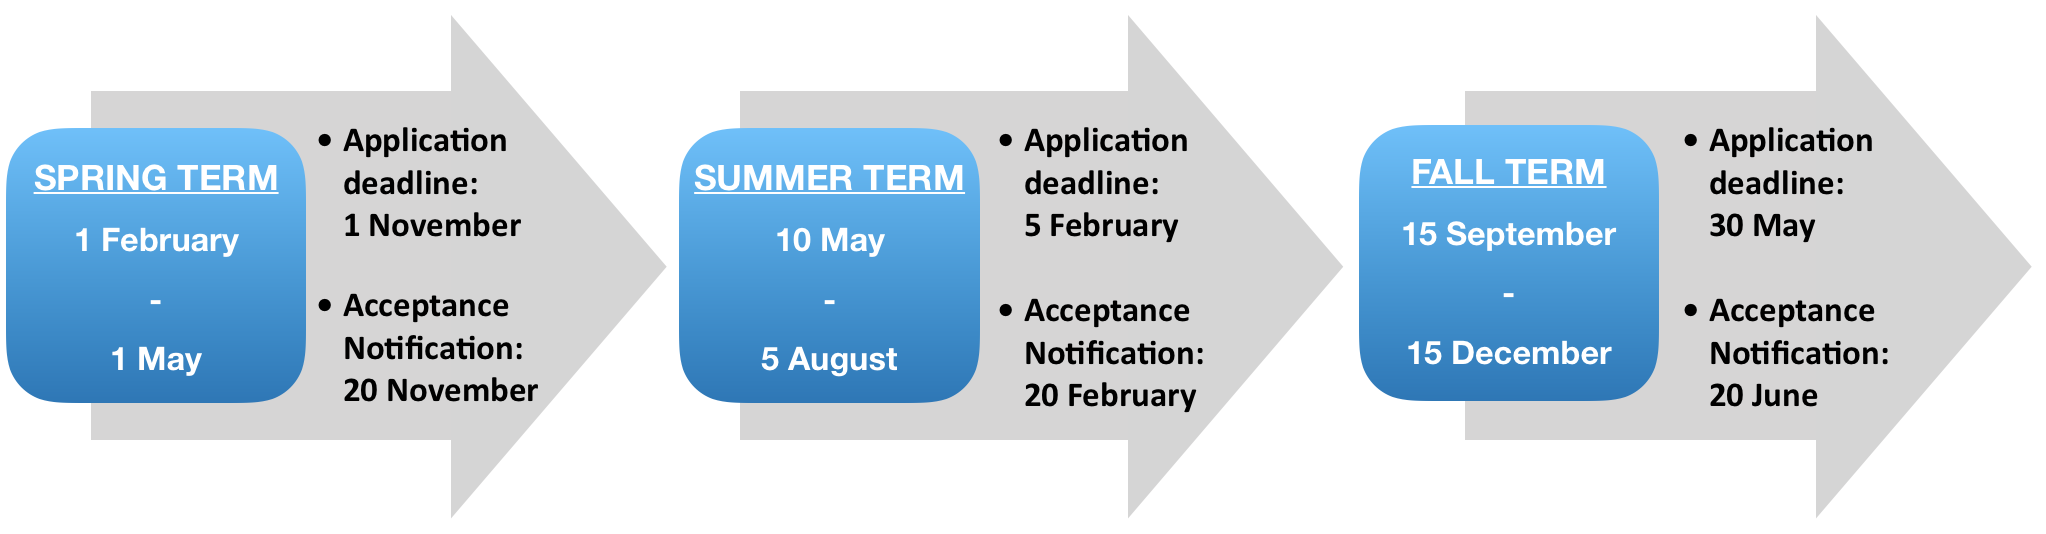 SPRING TERM
1 February
-
1 May
• Application
deadline:
1 November
• Acceptance
Notification:
20 November
SUMMER TERM
10 May
-
5 August
• Application
deadline:
5 February
• Acceptance
Notification:
20 February
FALL TERM
15 September
-
15 December
• Application
deadline:
30 May
• Acceptance
Notification:
20 June